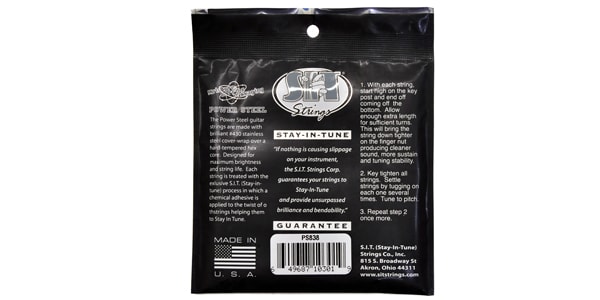 SIT
Strings
POWER STEEL
The Power Steel guitar
strings are made with
brilliant #430 stainless
steel cover-wrap over a
half-tempered hex
core. Designed for
maximum brightness
and string life. Each
string is treated with the
exlusive S.I.T. (Stay-in-
tune) process in which a
chemical adhesive is
applied to the twist of o
fastrings helping them
to Stay In Tune.
MADE IN
U. S. A.
STAY-IN-TUNE
"If nothing is causing slippage
on your instrument,
the S.I.T. Strings Corp.
guarantees your strings to
Stay-In-Tune
and provide unsurpassed
brilliance and bendability."
GUARANTEE
PS838
6 49687 10301
1. With each string,
start high on the key
post and end off
coming off the
bottom. Allow
enough extra length
for sufficient turns.
This will bring the
string down tighter
on the finger nut
producing cleaner
sound, more sustain
and tuning stability.
2. Key tighten all
strings. Settle
strings by tugging on
each one several
times. Tune to pitch.
3. Repeat step 2
once more.
S.I.T. (Stay-In-Tune)
Strings Co., Inc.
815 S. Broadway St
Akron, Ohio 44311
www.sitstrings.com